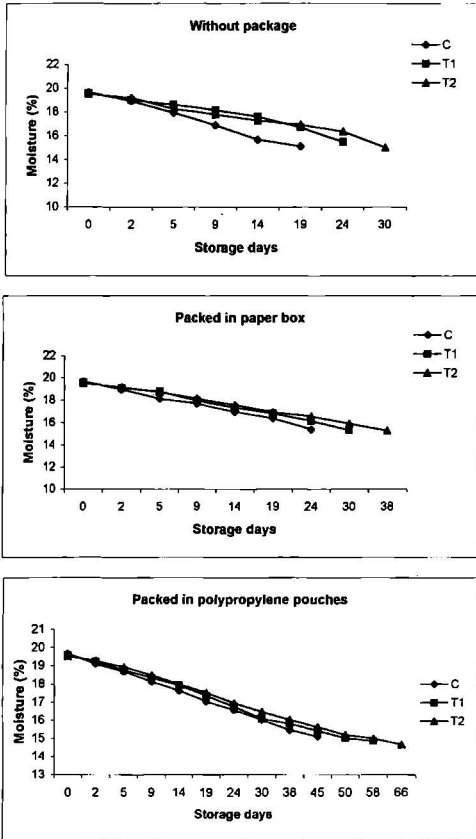 Without package
C
T1
T2
Moisture (%)
22
20
18
16
14
12
10
0 2 5 9 14 19 24 30
Storage days
Packed in paper box
C
T1
T2
Moisture (%)
22
20
18
16
14
12
10
0 2 5 9 14 19 24 30 38
Storage days
Packed in polypropylene pouches
C
T1
T2
Moisture (%)
21
20
19
18
17
16
15
14
13
0 2 5 9 14 19 24 30 38 45 50 58 66
Storage days